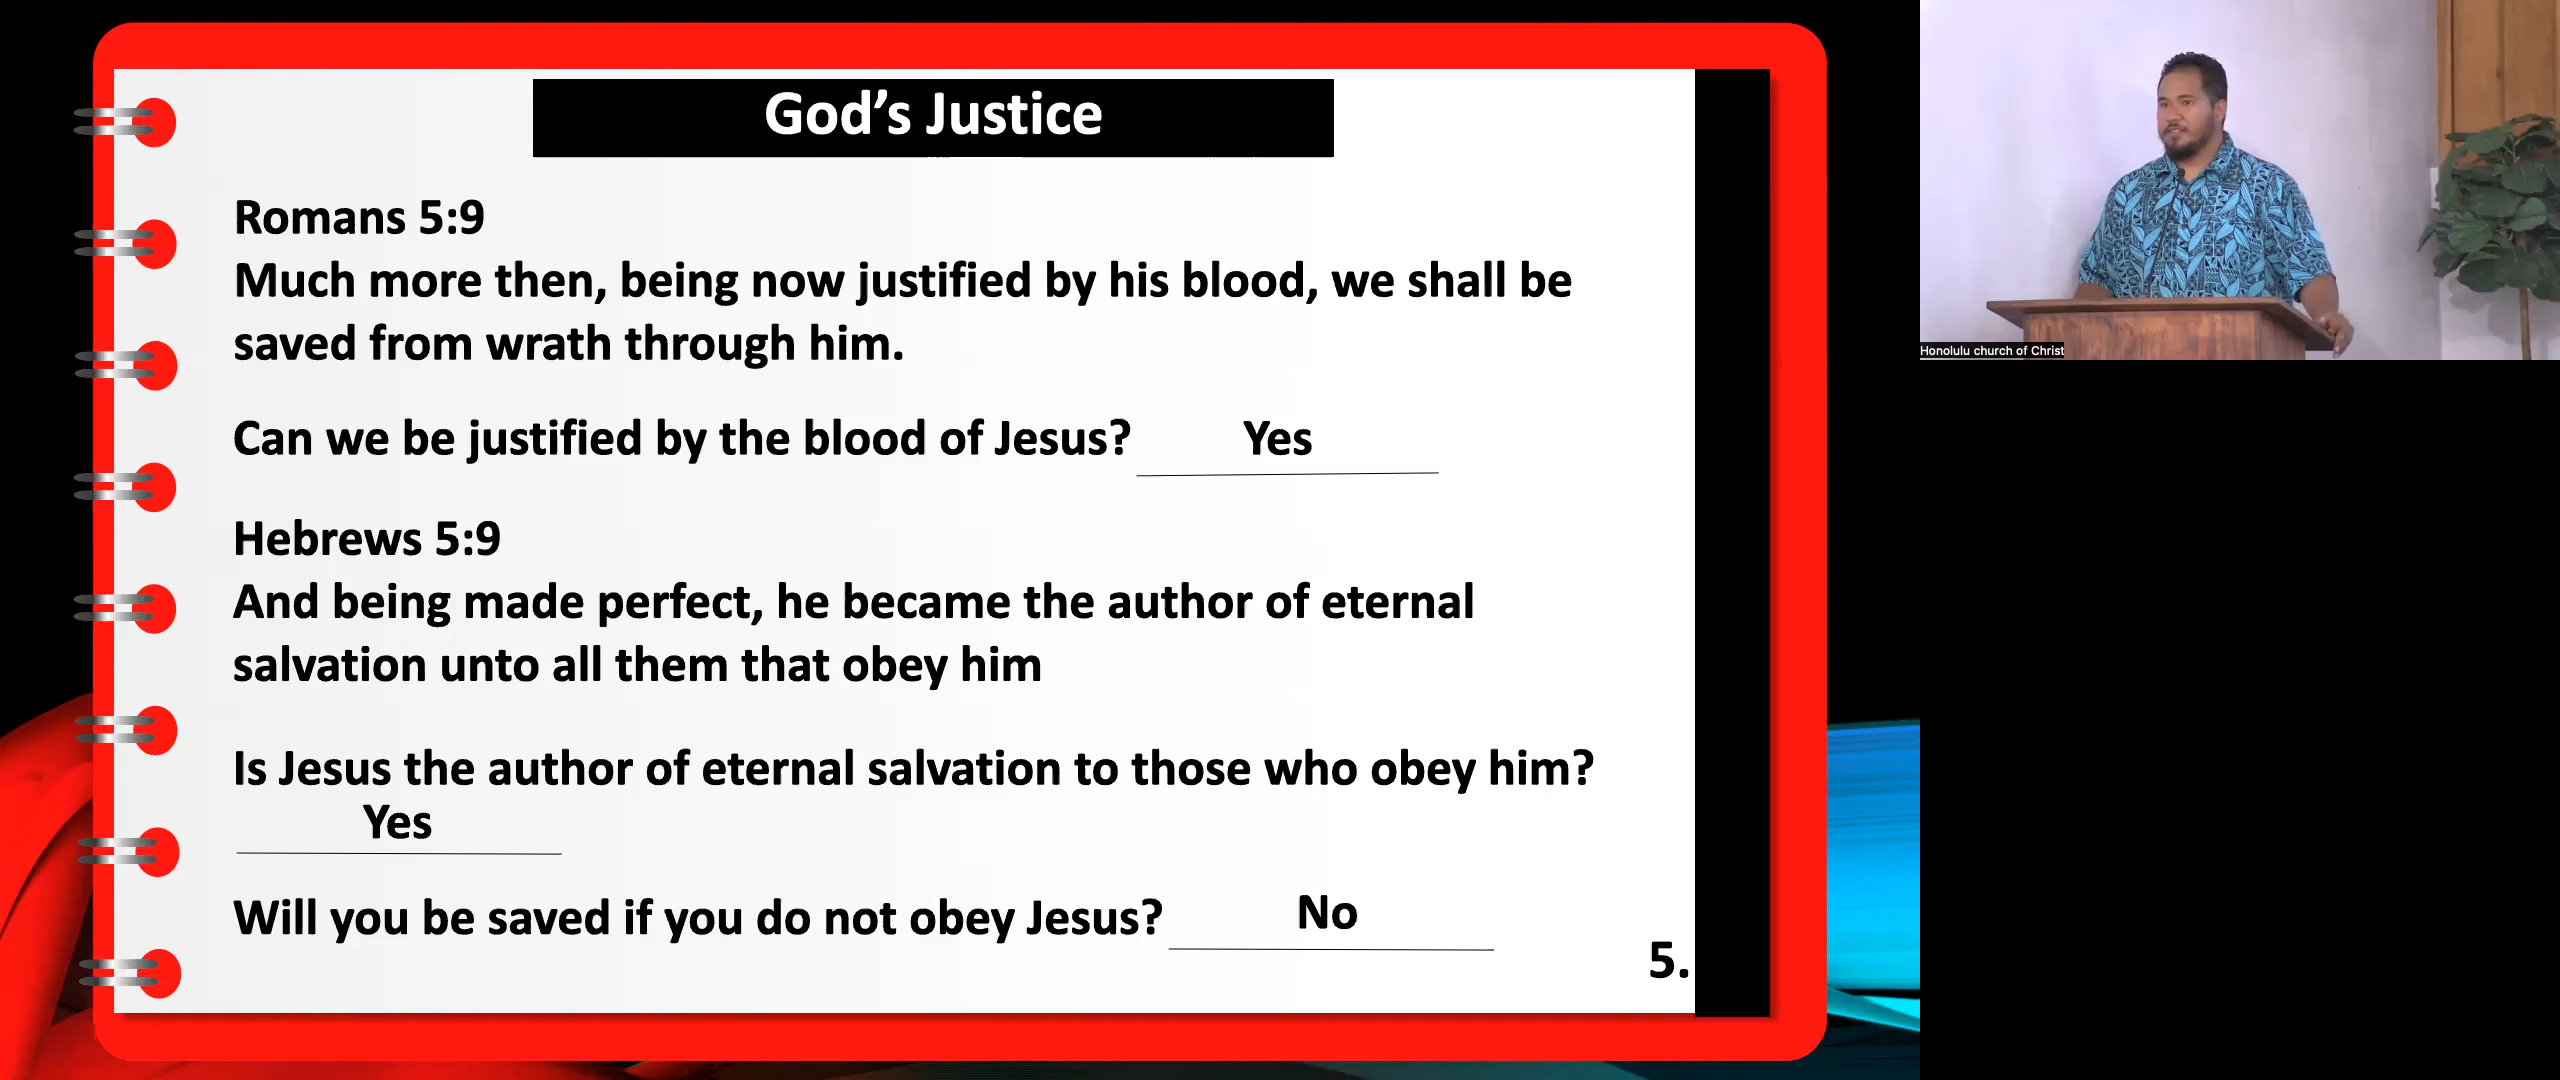 God’s Justice
Romans 5:9
Much more then, being now justified by his blood, we shall be
saved from wrath through him.
Can we be justified by the blood of Jesus? Yes
Hebrews 5:9
And being made perfect, he became the author of eternal
salvation unto all them that obey him
Is Jesus the author of eternal salvation to those who obey him?
Yes
Will you be saved if you do not obey Jesus? No
5.
Honolulu church of Christ